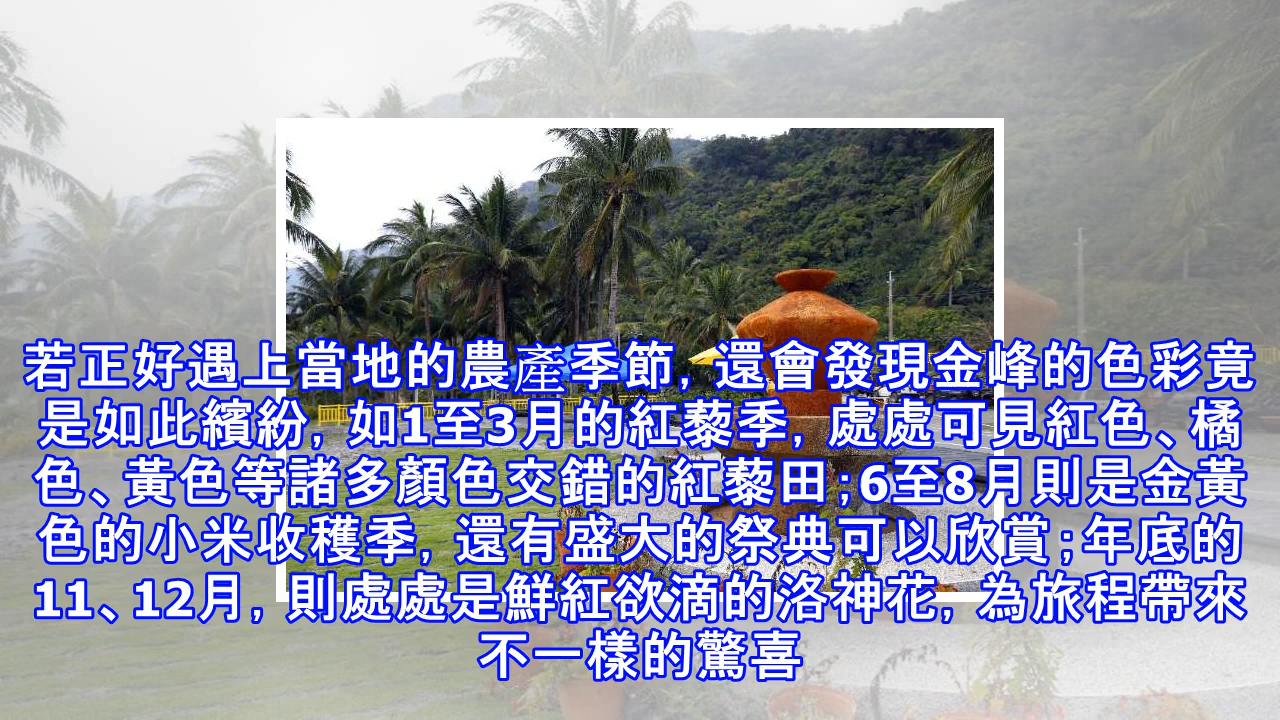 若正好遇上當地的農產季節，還會發現金峰的色彩竟
是如此繽紛，如1至3月的紅藜季，處處可見紅色、橘
色、黃色等諸多顏色交錯的紅藜田；6至8月則是金黃
色的小米收穫季，還有盛大的祭典可以欣賞；年底的
11、12月，則處處是鮮紅欲滴的洛神花，為旅程帶來
不一樣的驚喜